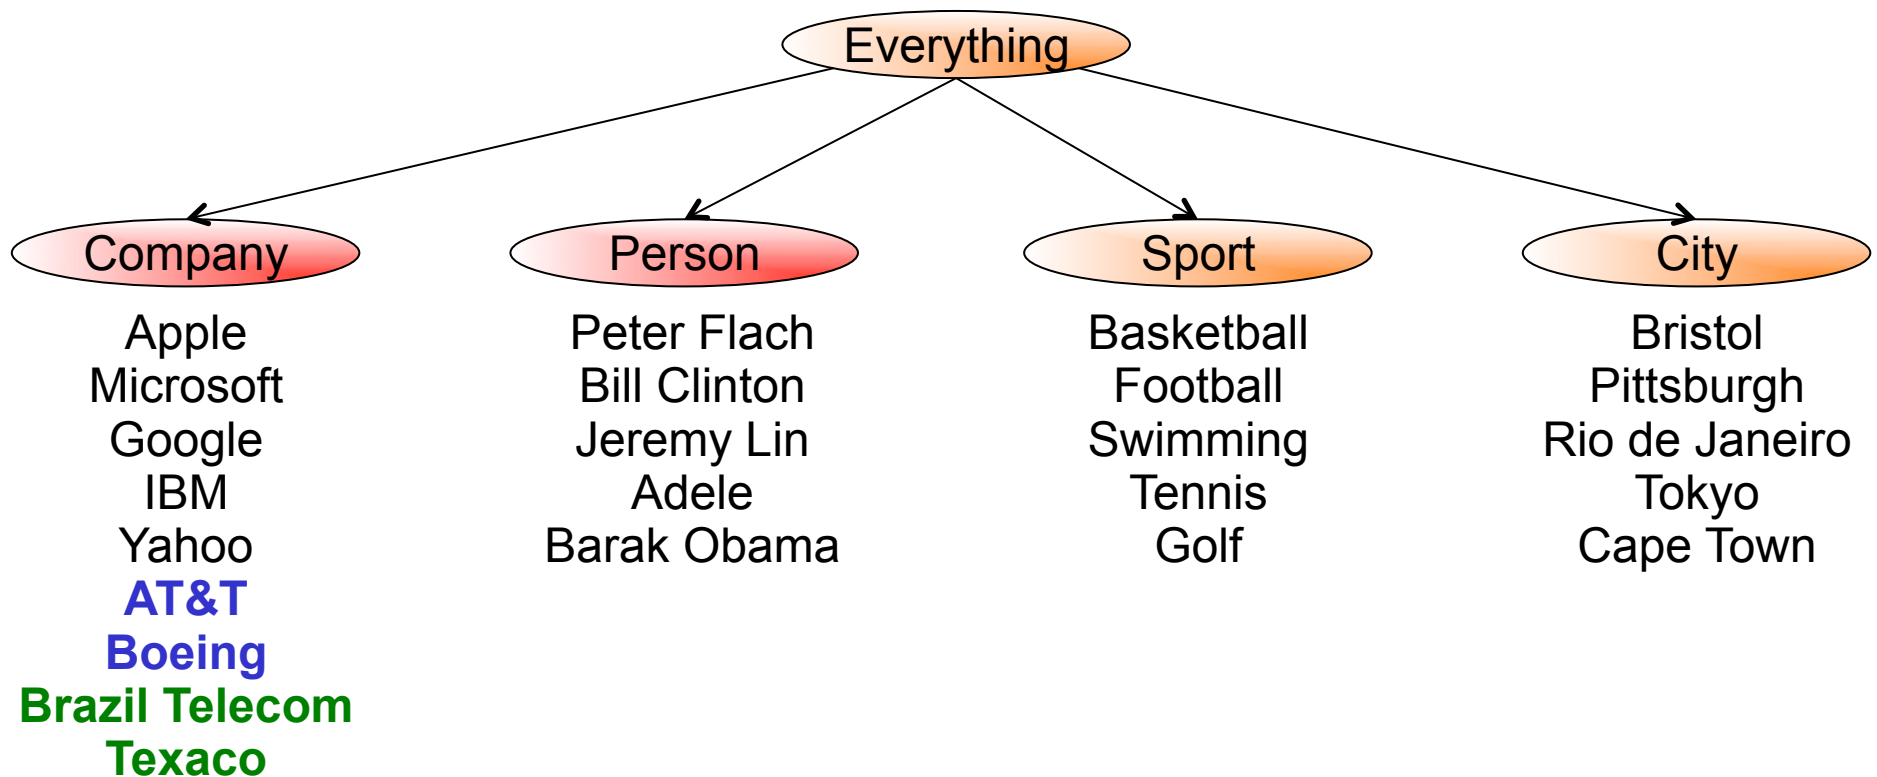 Everything
Company
Person
Sport
City
Apple
Microsoft
Google
IBM
Yahoo
AT&T
Boeing
Brazil Telecom
Texaco
Peter Flach
Bill Clinton
Jeremy Lin
Adele
Barak Obama
Basketball
Football
Swimming
Tennis
Golf
Bristol
Pittsburgh
Rio de Janeiro
Tokyo
Cape Town